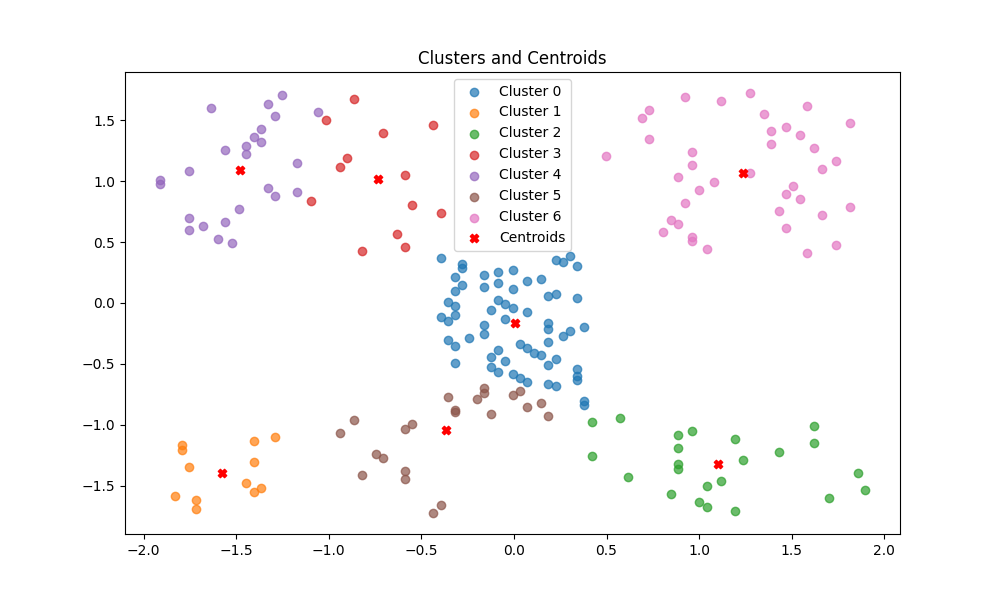 Clusters and Centroids
Cluster 0
Cluster 1
Cluster 2
Cluster 3
Cluster 4
Cluster 5
Cluster 6
Centroids
1.5
1.0
0.5
0.0
−0.5
−1.0
−1.5
−2.0 −1.5 −1.0 −0.5 0.0 0.5 1.0 1.5 2.0